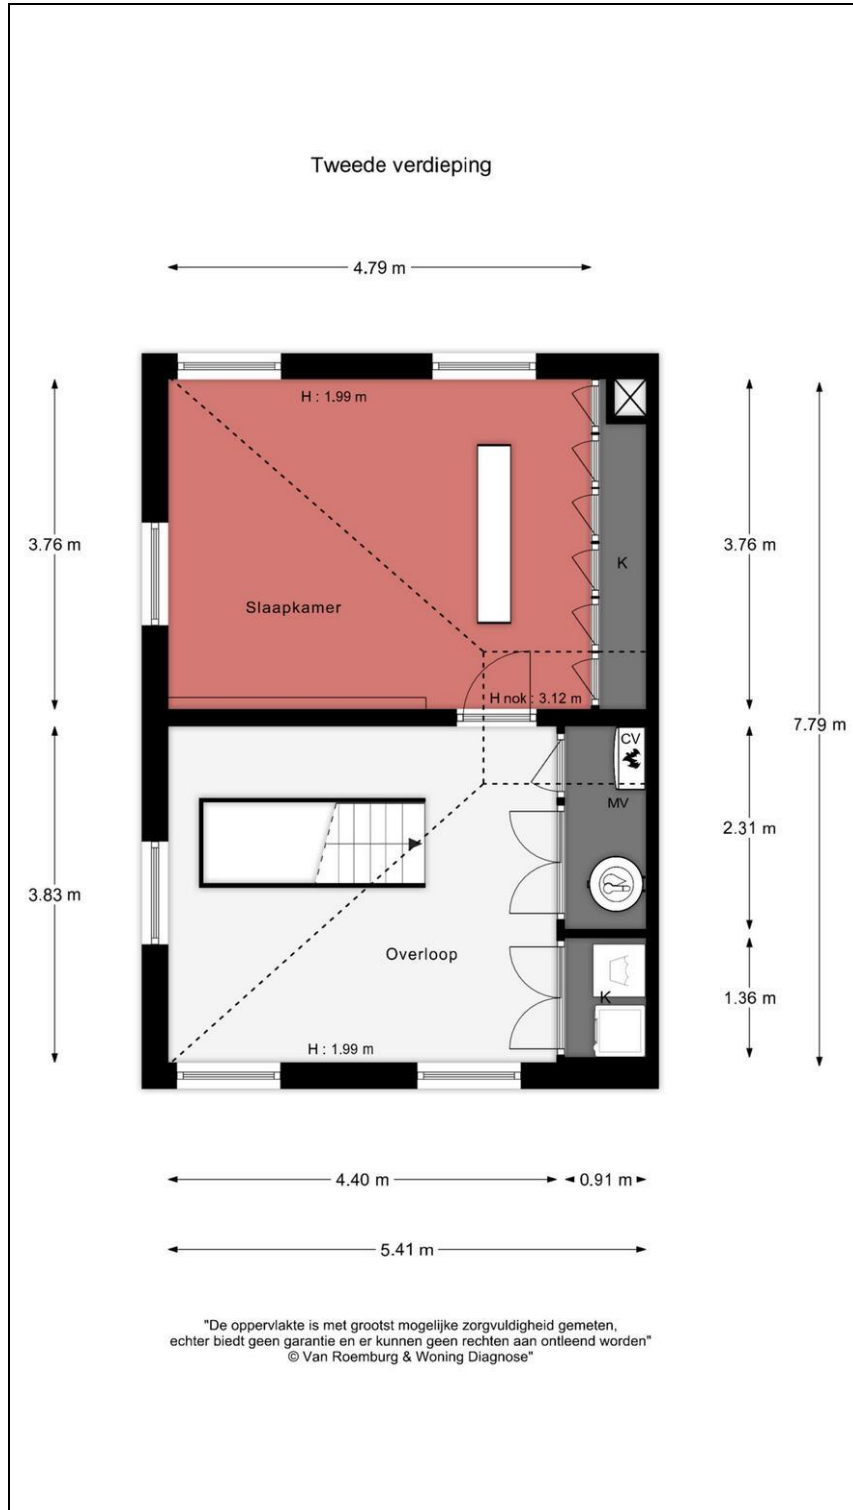 Tweede verdieping
4.79 m
H : 1.99 m
3.76 m
3.76 m
K
Slaapkamer
H nok : 3.12 m
7.79 m
CV
MV
2.31 m
3.83 m
Overloop
K
1.36 m
H : 1.99 m
4.40 m
0.91 m
5.41 m
"De oppervlakte is met grootst mogelijke zorgvuldigheid gemeten,
echter biedt geen garantie en er kunnen geen rechten aan ontleend worden"
© Van Roemburg & Woning Diagnose"